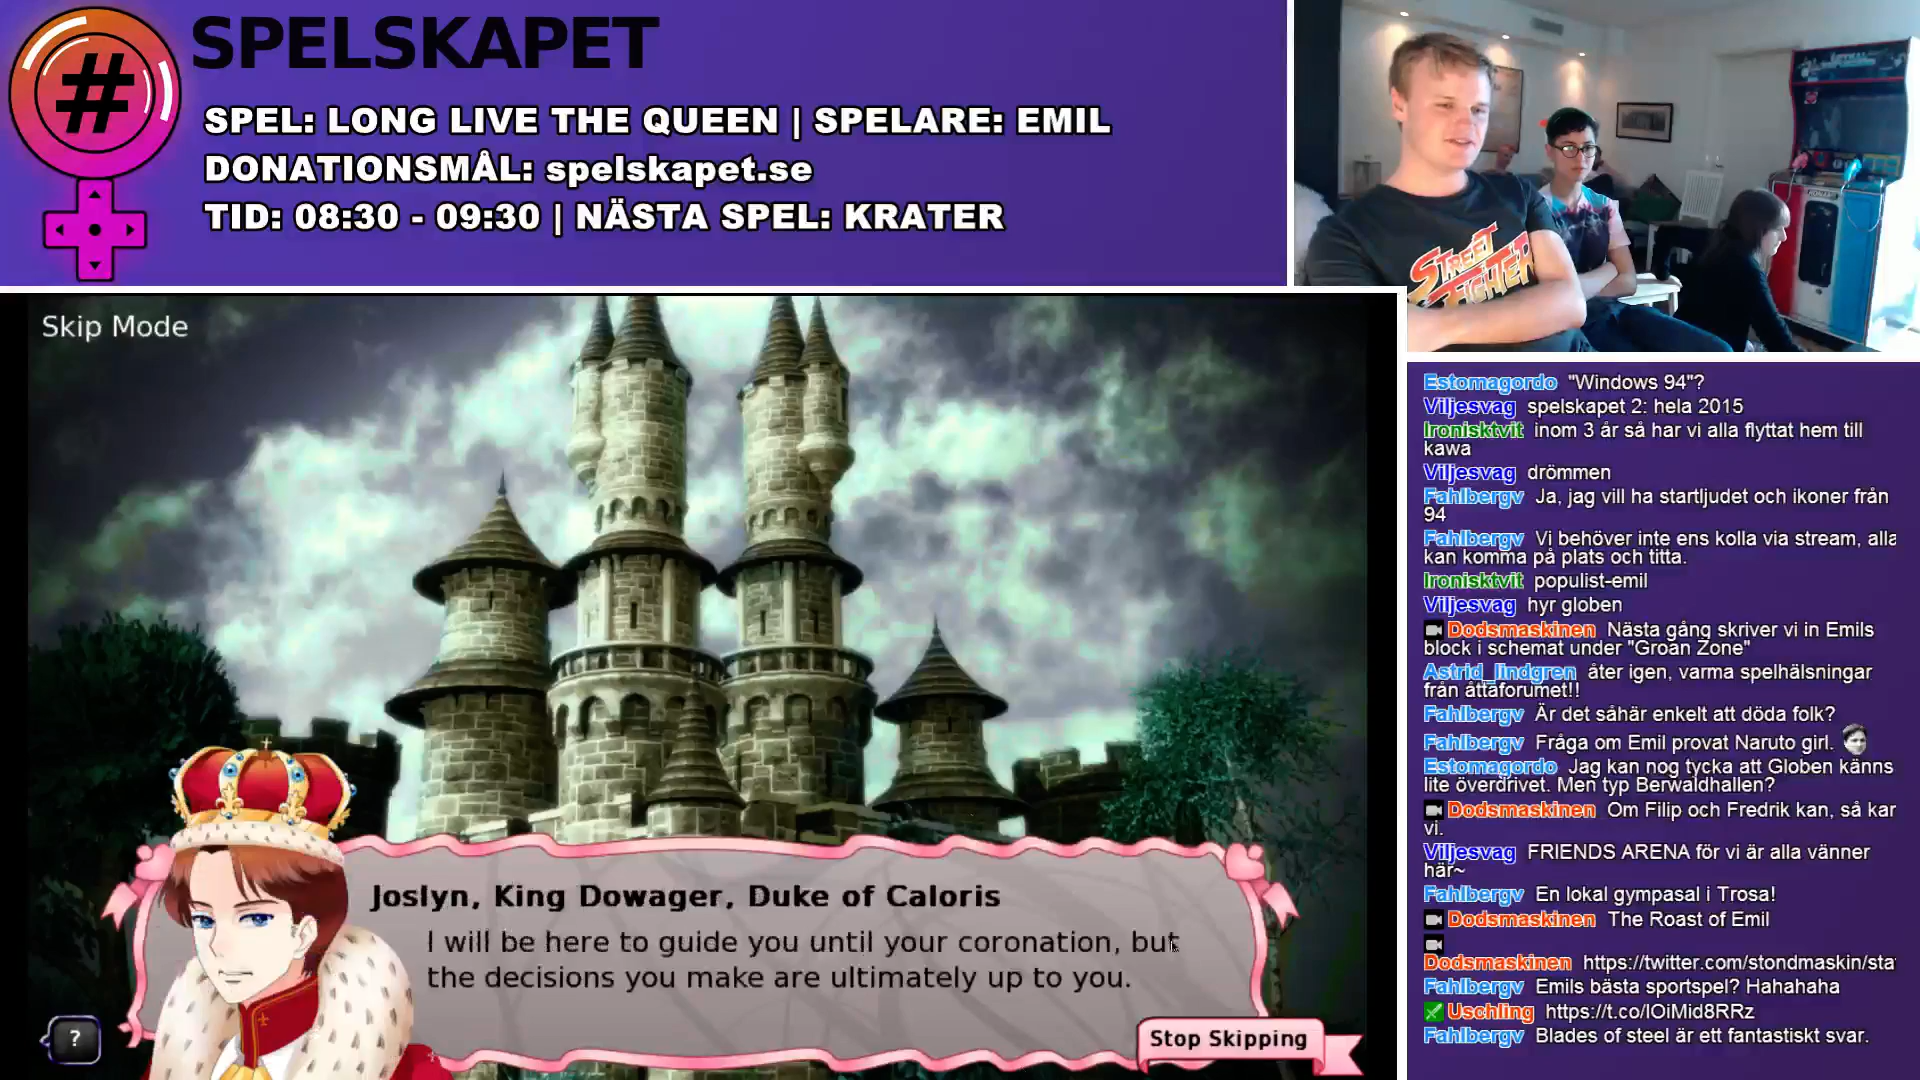 #
SPELSKAPET
SPEL: LONG LIVE THE QUEEN | SPELARE: EMIL
DONATIONSMÅL: spelskapet.se
TID: 08:30 - 09:30 | NÄSTA SPEL: KRATER
STREET
FIGHTER
Skip Mode
Joslyn, King Dowager, Duke of Caloris
I will be here to guide you until your coronation, but
the decisions you make are ultimately up to you.
?
Stop Skipping
Estomagordo "Windows 94"?
Viljesvag spelskapet 2: hela 2015
Ironisktvit inom 3 år så har vi alla flyttat hem till
kawa
Viljesvag drömmen
Fahlbergv Ja, jag vill ha startljudet och ikoner från
94
Fahlbergv Vi behöver inte ens kolla via stream, alla
kan komma på plats och titta.
Ironisktvit populist-emil
Viljesvag hyr globen
Dodsmaskinen Nästa gång skriver vi in Emils
block i schemat under "Groan Zone"
Astrid_lindgren åter igen, varma spelhälsningar
från åttaforumet!!
Fahlbergv Är det såhär enkelt att döda folk?
Fahlbergv Fråga om Emil provat Naruto girl.
Estomagordo Jag kan nog tycka att Globen känns
lite överdrivet. Men typ Berwaldhallen?
Dodsmaskinen Om Filip och Fredrik kan, så kan
vi.
Viljesvag FRIENDS ARENA för vi är alla vänner
här~
Fahlbergv En lokal gympasal i Trosa!
Dodsmaskinen The Roast of Emil
Dodsmaskinen https://twitter.com/stondmaskin/sta
Fahlbergv Emils bästa sportspel? Hahahaha
Uschling https://t.co/lOiMid8RRz
Fahlbergv Blades of steel är ett fantastiskt svar.